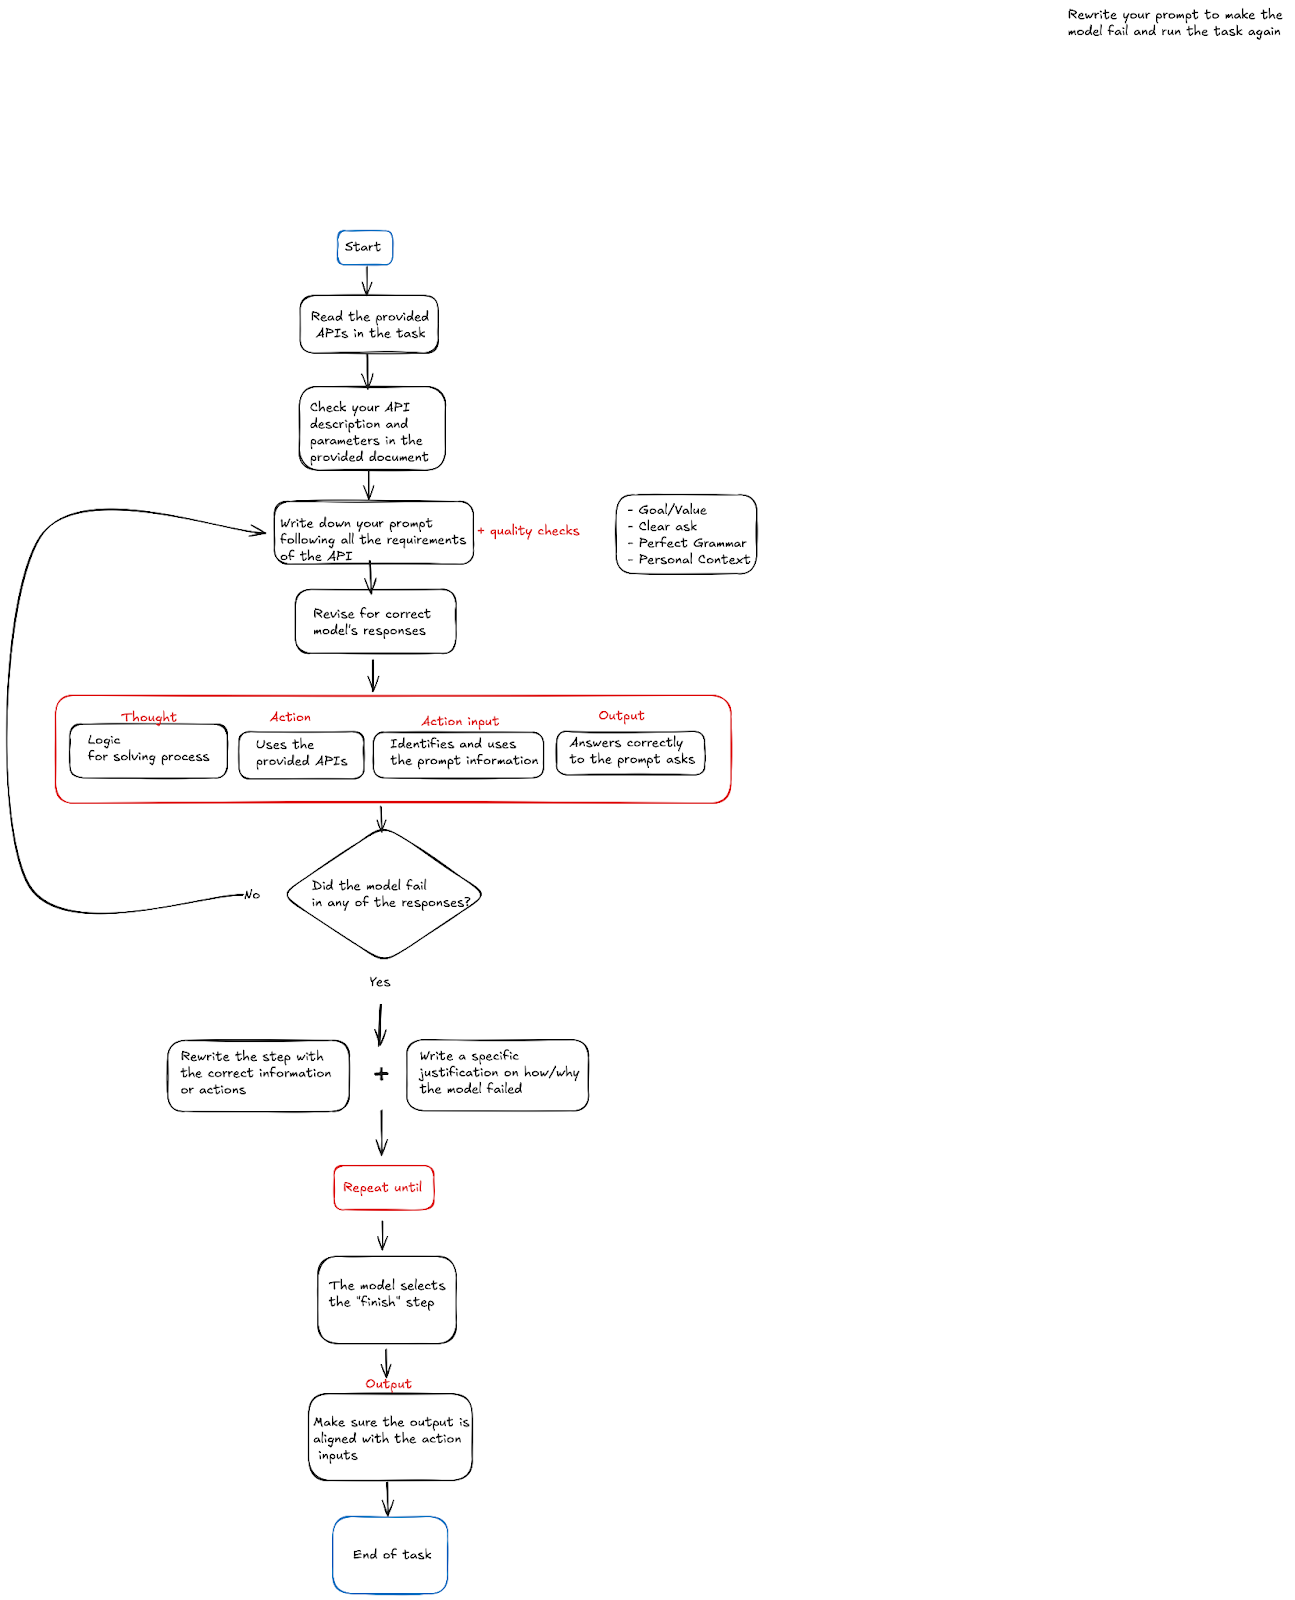 Rewrite your prompt to make the
model fail and run the task again
Start
Read the provided
APIs in the task
Check your API
description and
parameters in the
provided document
Write down your prompt
following all the requirements
of the API
+ quality checks
- Goal/Value
- Clear ask
- Perfect Grammar
- Personal Context
Revise for correct
model's responses
Thought
Logic
for solving process
Action
Uses the
provided APIs
Action input
Identifies and uses
the prompt information
Output
Answers correctly
to the prompt asks
Did the model fail
in any of the responses?
No
Yes
Rewrite the step with
the correct information
or actions
+
Write a specific
justification on how/why
the model failed
Repeat until
The model selects
the "finish" step
Output
Make sure the output is
aligned with the action
inputs
End of task